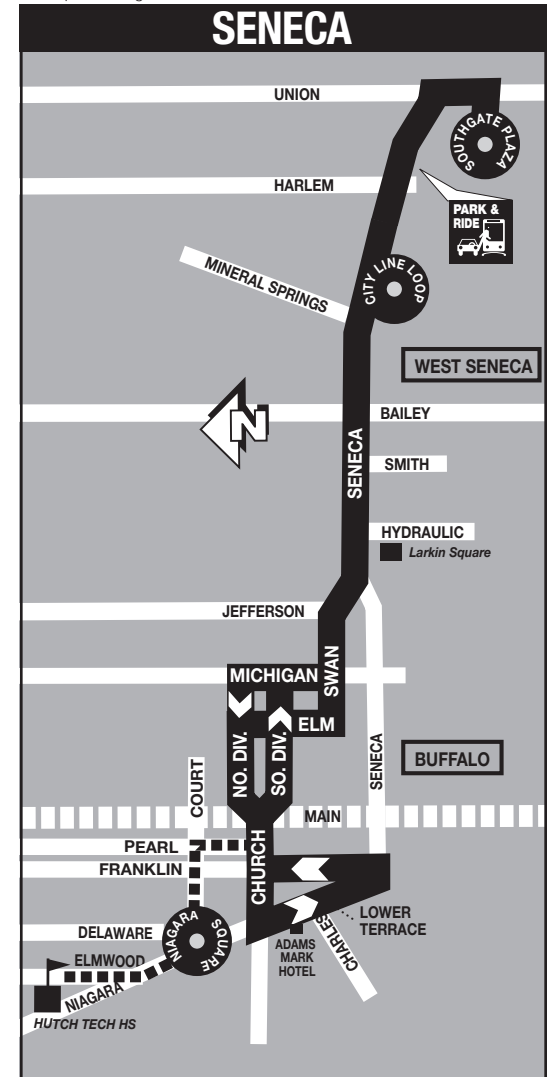 SENECA
UNION
SOUTHGATE PLAZA
HARLEM
PARK &
RIDE
MINERAL SPRINGS
CITY LINE LOOP
WEST SENECA
N
BAILEY
SENECA
SMITH
HYDRAULIC
Larkin Square
JEFFERSON
SWAN
MICHIGAN
ELM
NO. DIV.
SO. DIV.
SENECA
BUFFALO
COURT
MAIN
PEARL
FRANKLIN
CHURCH
LOWER
TERRACE
DELAWARE
NIAGARA SQUARE
ADAMS
MARK
HOTEL
CHARLES
ELMWOOD
NIAGARA
HUTCH TECH HS